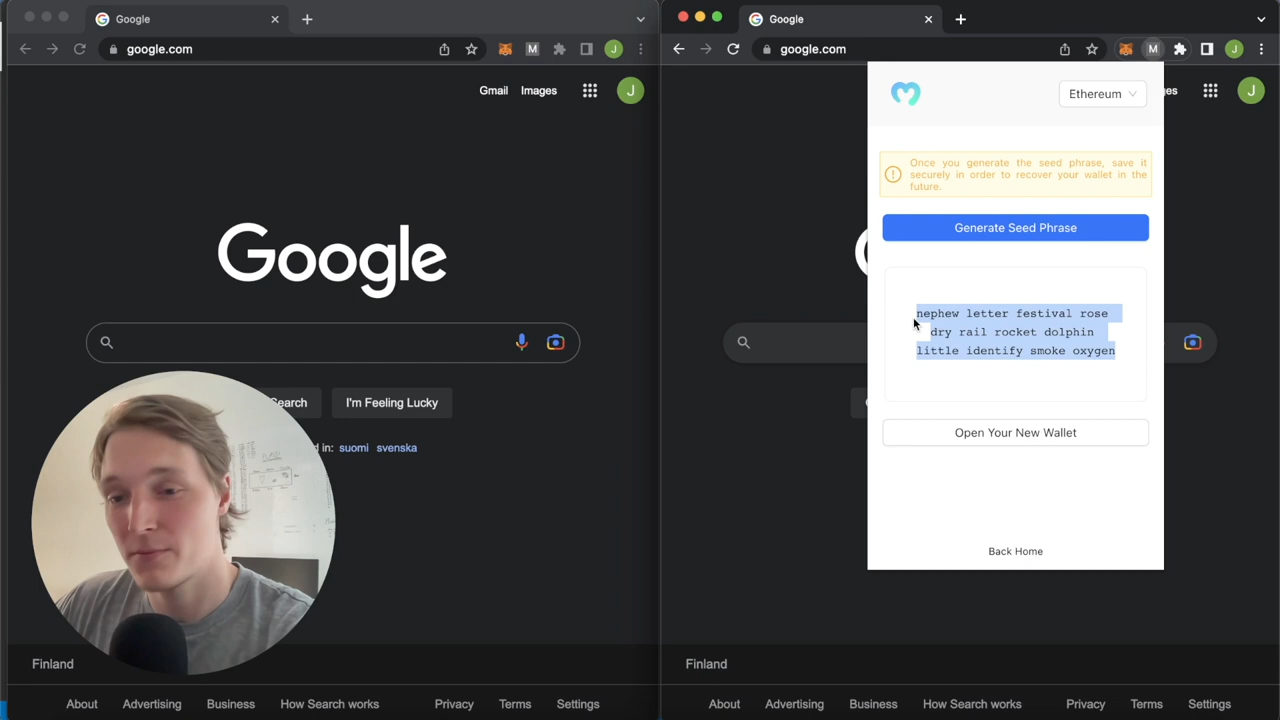 Google
google.com
M
J
Gmail
Images
J
Google
Search
I'm Feeling Lucky
d in:
suomi
svenska
Finland
About
Advertising
Business
How Search works
Privacy
Terms
Settings
Google
google.com
M
J
ges
J
Ethereum
Once you generate the seed phrase, save it
securely in order to recover your wallet in the
future.
Generate Seed Phrase
nephew letter festival rose
dry rail rocket dolphin
little identify smoke oxygen
Open Your New Wallet
Back Home
Finland
About
Advertising
Business
How Search works
Privacy
Terms
Settings